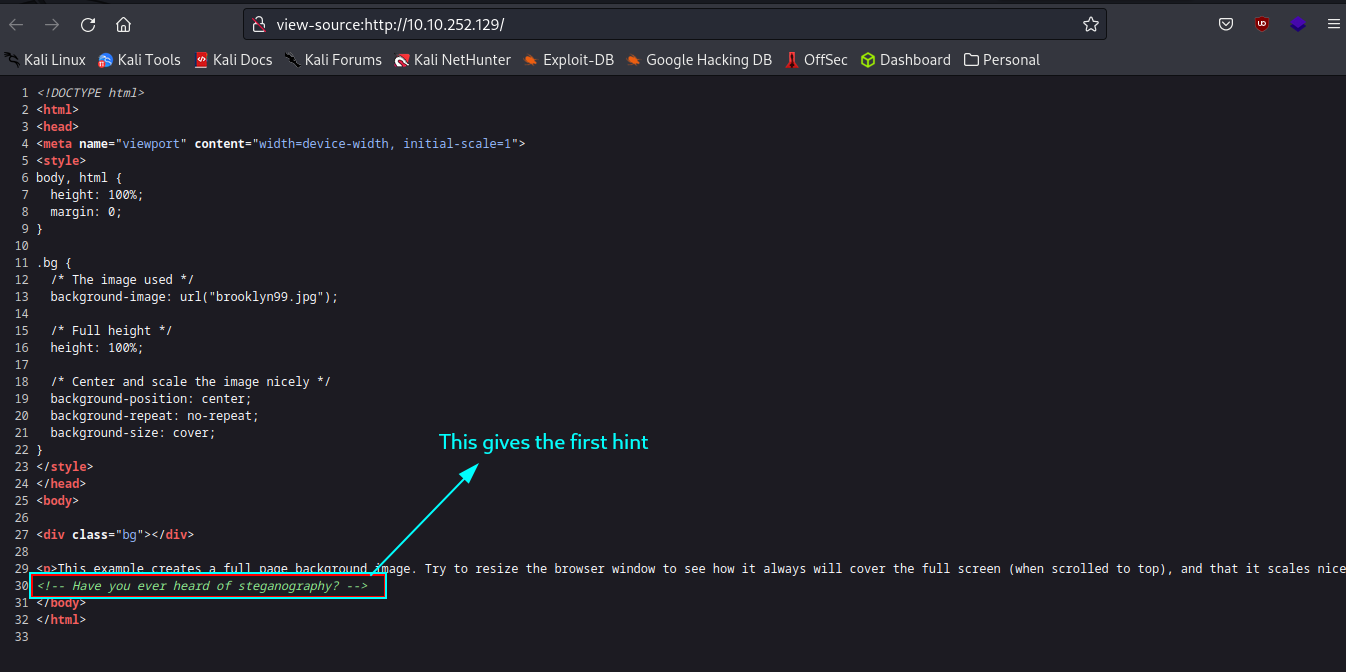 view-source:http://10.10.252.129/
Kali Linux Kali Tools Kali Docs Kali Forums Kali NetHunter Exploit-DB Google Hacking DB OffSec Dashboard Personal
1 <!DOCTYPE html>
2 <html>
3 <head>
4 <meta name="viewport" content="width=device-width, initial-scale=1">
5 <style>
6 body, html {
7   height: 100%;
8   margin: 0;
9 }
10
11 .bg {
12   /* The image used */
13   background-image: url("brooklyn99.jpg");
14
15   /* Full height */
16   height: 100%;
17
18   /* Center and scale the image nicely */
19   background-position: center;
20   background-repeat: no-repeat;
21   background-size: cover;
This gives the first hint
22 }
23 </style>
24 </head>
25 <body>
26
27 <div class="bg"></div>
28
29 <p>This example creates a full page background image. Try to resize the browser window to see how it always will cover the full screen (when scrolled to top), and that it scales nice
30 <!-- Have you ever heard of steganography? -->
31 </body>
32 </html>
33